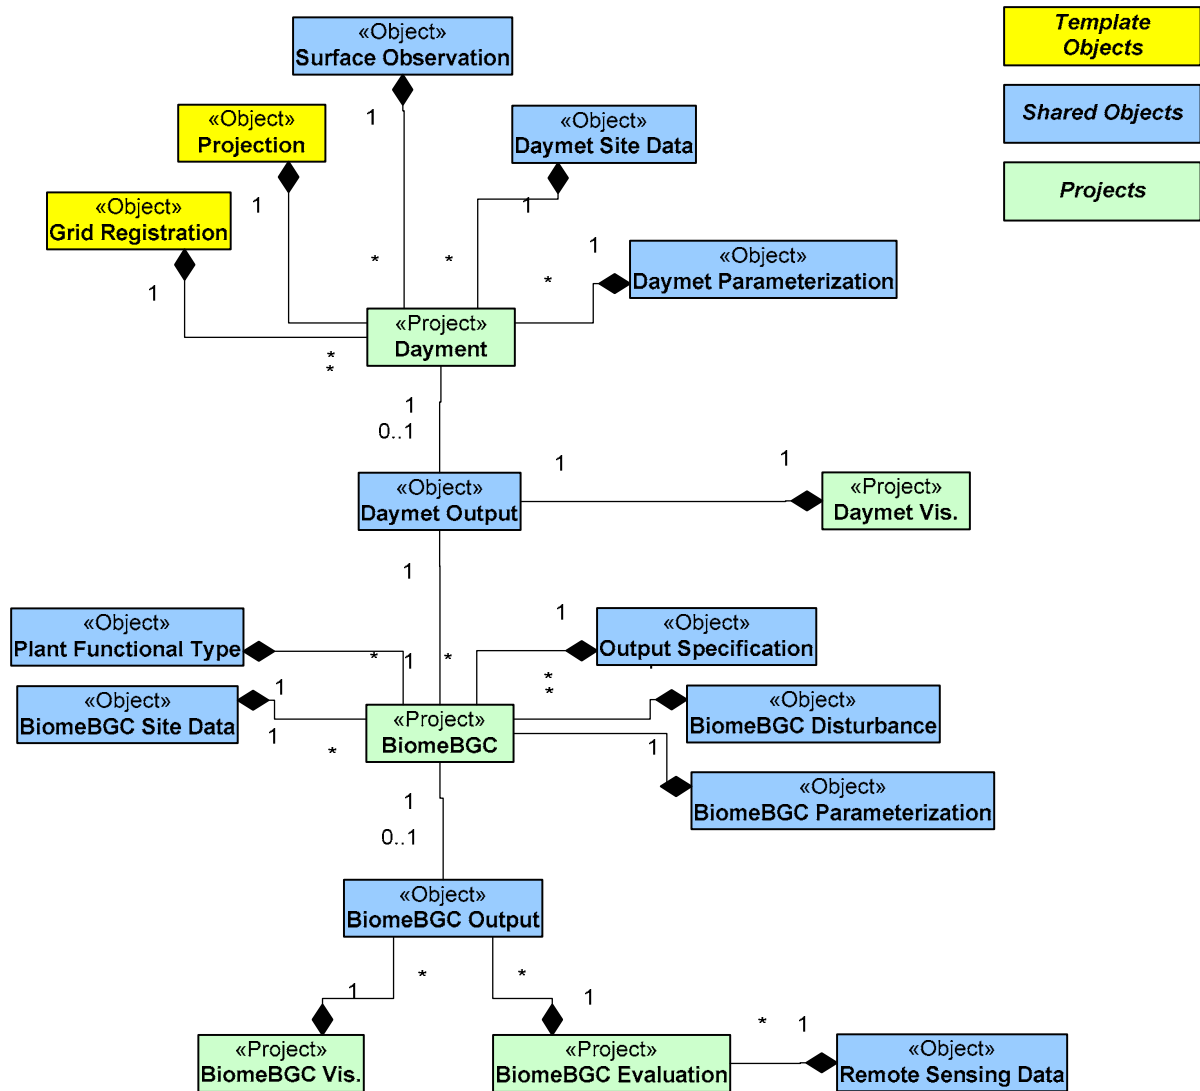 «Object»
Surface Observation
Template
Objects
1
«Object»
Projection
«Object»
Daymet Site Data
Shared Objects
1
1
«Object»
Grid Registration
Projects
1
*
*
1
*
«Object»
Daymet Parameterization
«Project»
Dayment
*
*
1
0..1
«Object»
Daymet Output
1
1
«Project»
Daymet Vis.
1
«Object»
Plant Functional Type
*
1
*
1
«Object»
Output Specification
*
*
«Object»
BiomeBGC Site Data
1
1
*
«Project»
BiomeBGC
«Object»
BiomeBGC Disturbance
1
«Object»
BiomeBGC Parameterization
1
0..1
«Object»
BiomeBGC Output
*
*
1
1
«Project»
BiomeBGC Vis.
«Project»
BiomeBGC Evaluation
*
1
«Object»
Remote Sensing Data